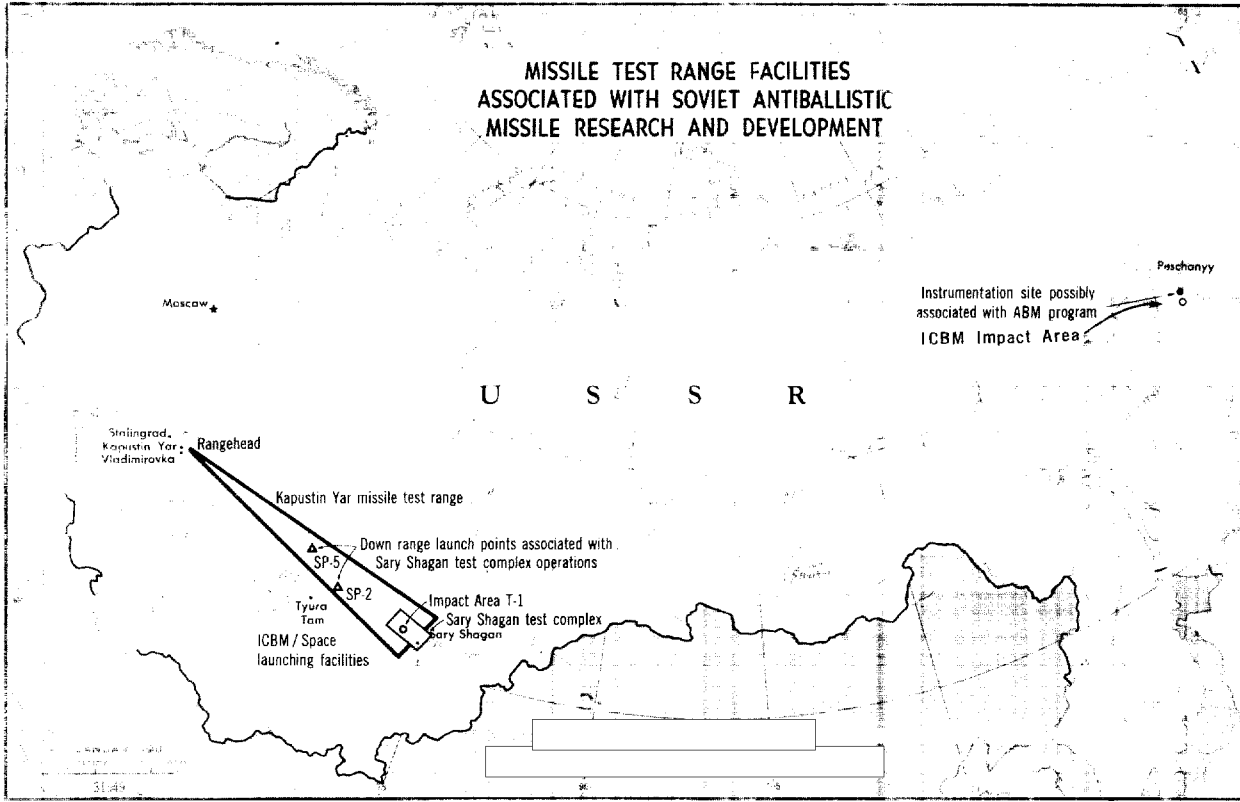 MISSILE TEST RANGE FACILITIES
ASSOCIATED WITH SOVIET ANTIBALLISTIC
MISSILE RESEARCH AND DEVELOPMENT
Peschanyy
Instrumentation site possibly
associated with ABM program
ICBM Impact Area
Moscow
U S S R
Stalingrad
Kapustin Yar
Vladimirovka
Rangehead
Kapustin Yar missile test range
Down range launch points associated with
Sary Shagan test complex operations
SP-5
SP-2
Tyura
Tam
Impact Area T-1
Sary Shagan test complex
Sary Shagan
ICBM / Space
launching facilities
31549